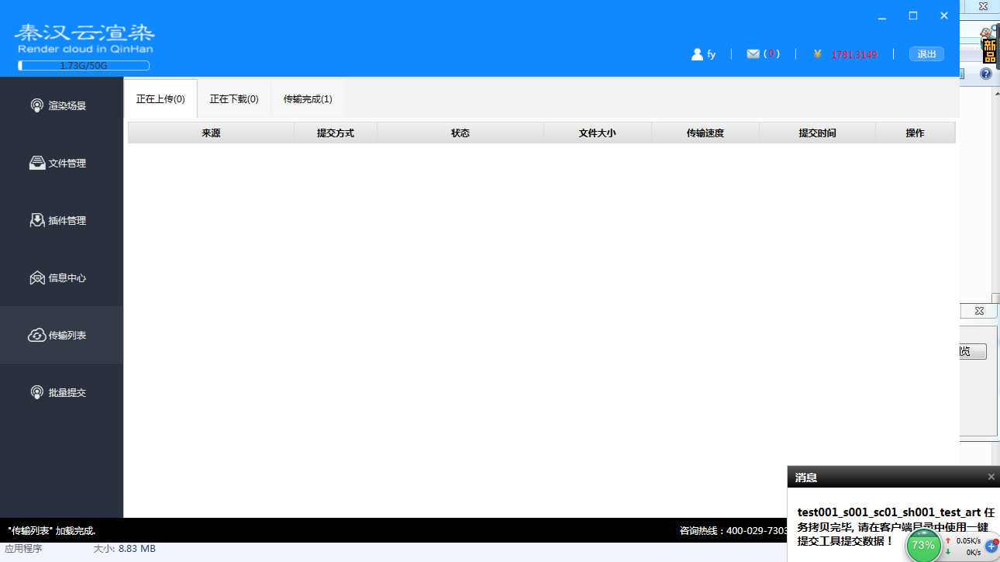 秦汉云渲染
Render cloud in QinHan
1.73G/50G
fy
(0)
¥ 1781.3149
退出
新品
渲染场景
文件管理
插件管理
信息中心
传输列表
批量提交
正在上传(0) 正在下载(0) 传输完成(1)
来源 提交方式 状态 文件大小 传输速度 提交时间 操作
览
消息
test001_s001_sc01_sh001_test_art 任
务拷贝完毕, 请在客户端目录中使用一键
提交工具提交数据！
73%
0.05K/s
0K/s
"传输列表" 加载完成.
咨询热线：400-029-7303
应用程序 大小: 8.83 MB